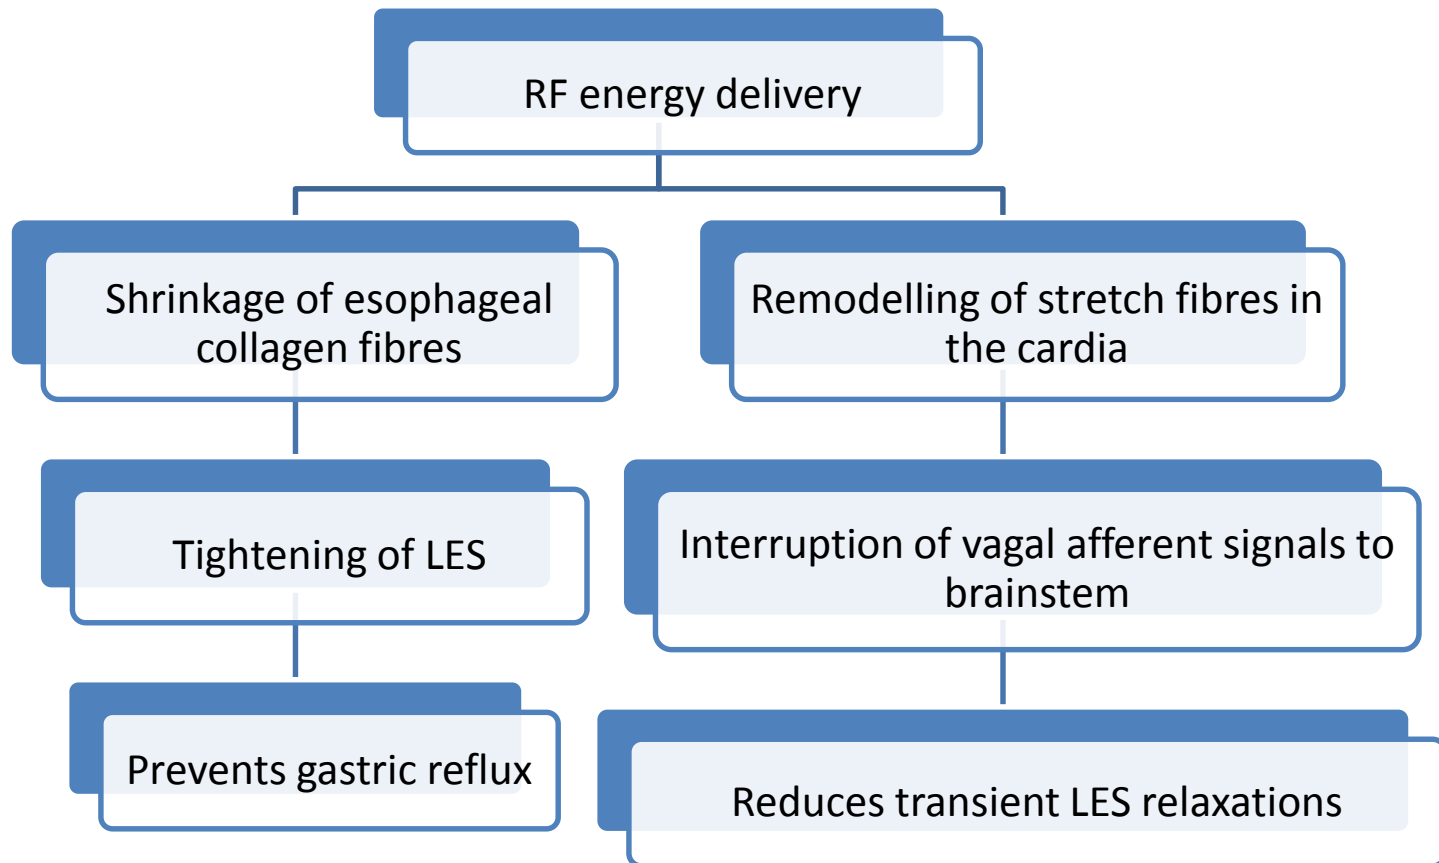 RF energy delivery
Shrinkage of esophageal
collagen fibres
Remodelling of stretch fibres in
the cardia
Tightening of LES
Interruption of vagal afferent signals to
brainstem
Prevents gastric reflux
Reduces transient LES relaxations